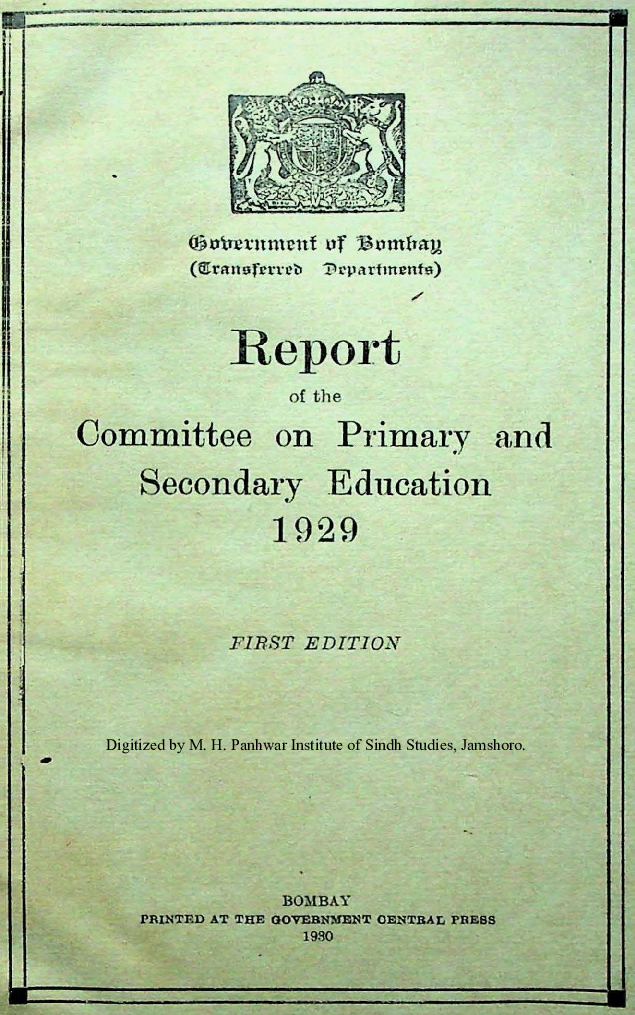 Government of Bombay
(Transferred Departments)
Report
of the
Committee on Primary and
Secondary Education
1929
FIRST EDITION
Digitized by M. H. Panhwar Institute of Sindh Studies, Jamshoro.
BOMBAY
PRINTED AT THE GOVERNMENT CENTRAL PRESS
1930